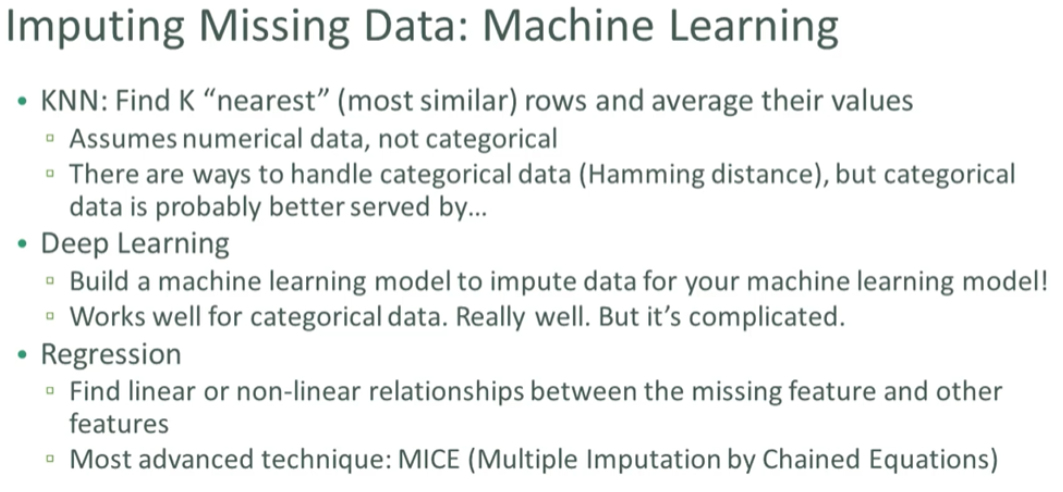 Imputing Missing Data: Machine Learning
• KNN: Find K “nearest” (most similar) rows and average their values
▫ Assumes numerical data, not categorical
▫ There are ways to handle categorical data (Hamming distance), but categorical
data is probably better served by…
• Deep Learning
▫ Build a machine learning model to impute data for your machine learning model!
▫ Works well for categorical data. Really well. But it’s complicated.
• Regression
▫ Find linear or non-linear relationships between the missing feature and other
features
▫ Most advanced technique: MICE (Multiple Imputation by Chained Equations)